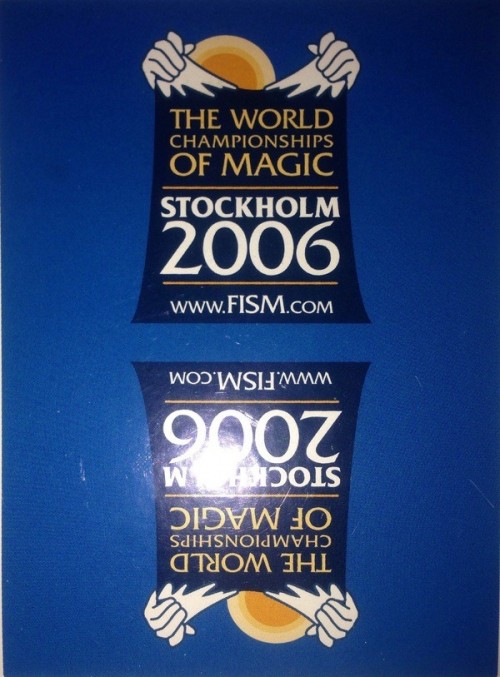 THE WORLD
CHAMPIONSHIPS
OF MAGIC
STOCKHOLM
2006
WWW.FISM.COM
THE WORLD
CHAMPIONSHIPS
OF MAGIC
STOCKHOLM
2006
WWW.FISM.COM